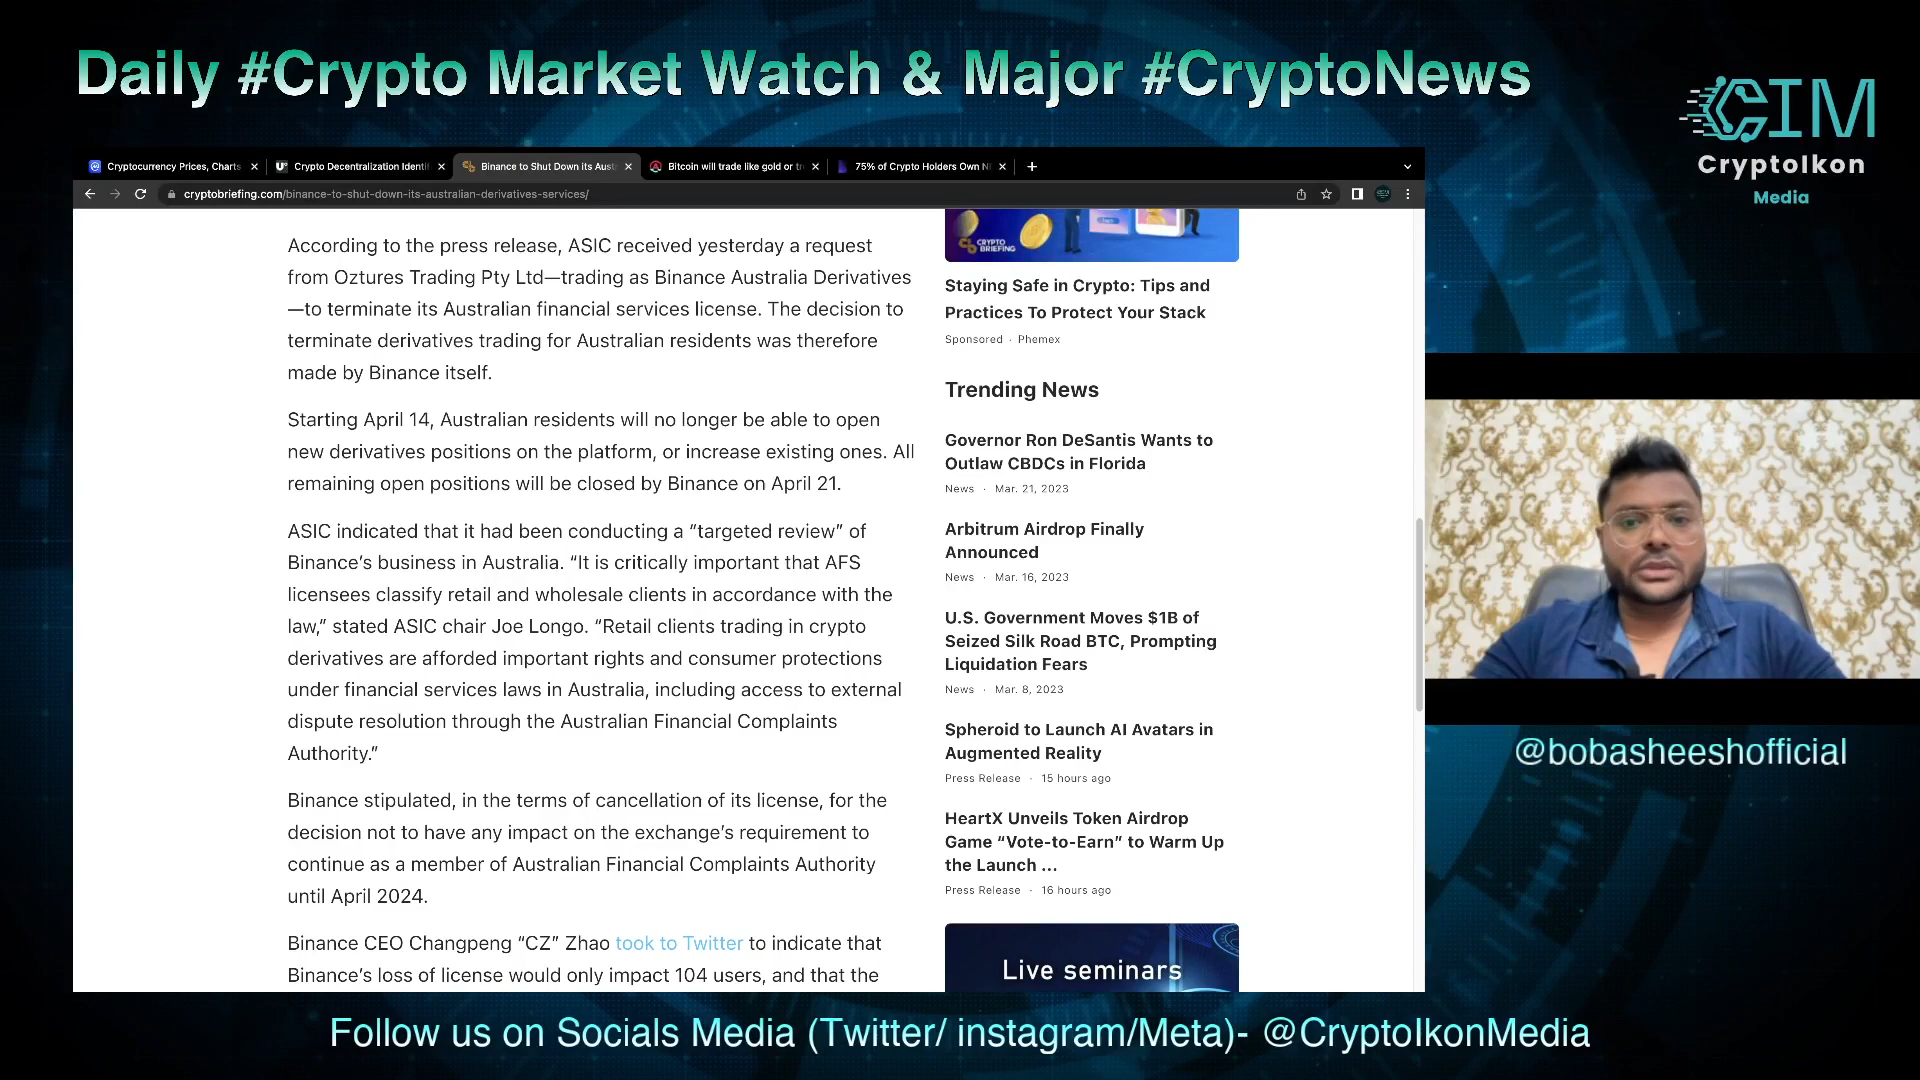 Daily #Crypto Market Watch & Major #CryptoNews
CIM
CryptoIkon
Media
Cryptocurrency Prices, Charts
Crypto Decentralization Identif
Binance to Shut Down its Aust
Bitcoin will trade like gold or tr
75% of Crypto Holders Own N
cryptobriefing.com/binance-to-shut-down-its-australian-derivatives-services/
According to the press release, ASIC received yesterday a request
from Oztures Trading Pty Ltd—trading as Binance Australia Derivatives
—to terminate its Australian financial services license. The decision to
terminate derivatives trading for Australian residents was therefore
made by Binance itself.
Starting April 14, Australian residents will no longer be able to open
new derivatives positions on the platform, or increase existing ones. All
remaining open positions will be closed by Binance on April 21.
ASIC indicated that it had been conducting a “targeted review” of
Binance’s business in Australia. “It is critically important that AFS
licensees classify retail and wholesale clients in accordance with the
law,” stated ASIC chair Joe Longo. “Retail clients trading in crypto
derivatives are afforded important rights and consumer protections
under financial services laws in Australia, including access to external
dispute resolution through the Australian Financial Complaints
Authority.”
Binance stipulated, in the terms of cancellation of its license, for the
decision not to have any impact on the exchange’s requirement to
continue as a member of Australian Financial Complaints Authority
until April 2024.
Binance CEO Changpeng “CZ” Zhao took to Twitter to indicate that
Binance’s loss of license would only impact 104 users, and that the
CRYPTO
BRIEFING
Staying Safe in Crypto: Tips and
Practices To Protect Your Stack
Sponsored · Phemex
Trending News
Governor Ron DeSantis Wants to
Outlaw CBDCs in Florida
News · Mar. 21, 2023
Arbitrum Airdrop Finally
Announced
News · Mar. 16, 2023
U.S. Government Moves $1B of
Seized Silk Road BTC, Prompting
Liquidation Fears
News · Mar. 8, 2023
Spheroid to Launch AI Avatars in
Augmented Reality
Press Release · 15 hours ago
HeartX Unveils Token Airdrop
Game “Vote-to-Earn” to Warm Up
the Launch ...
Press Release · 16 hours ago
Live seminars
@bobasheeshofficial
Follow us on Socials Media (Twitter/ instagram/Meta)- @CryptoIkonMedia